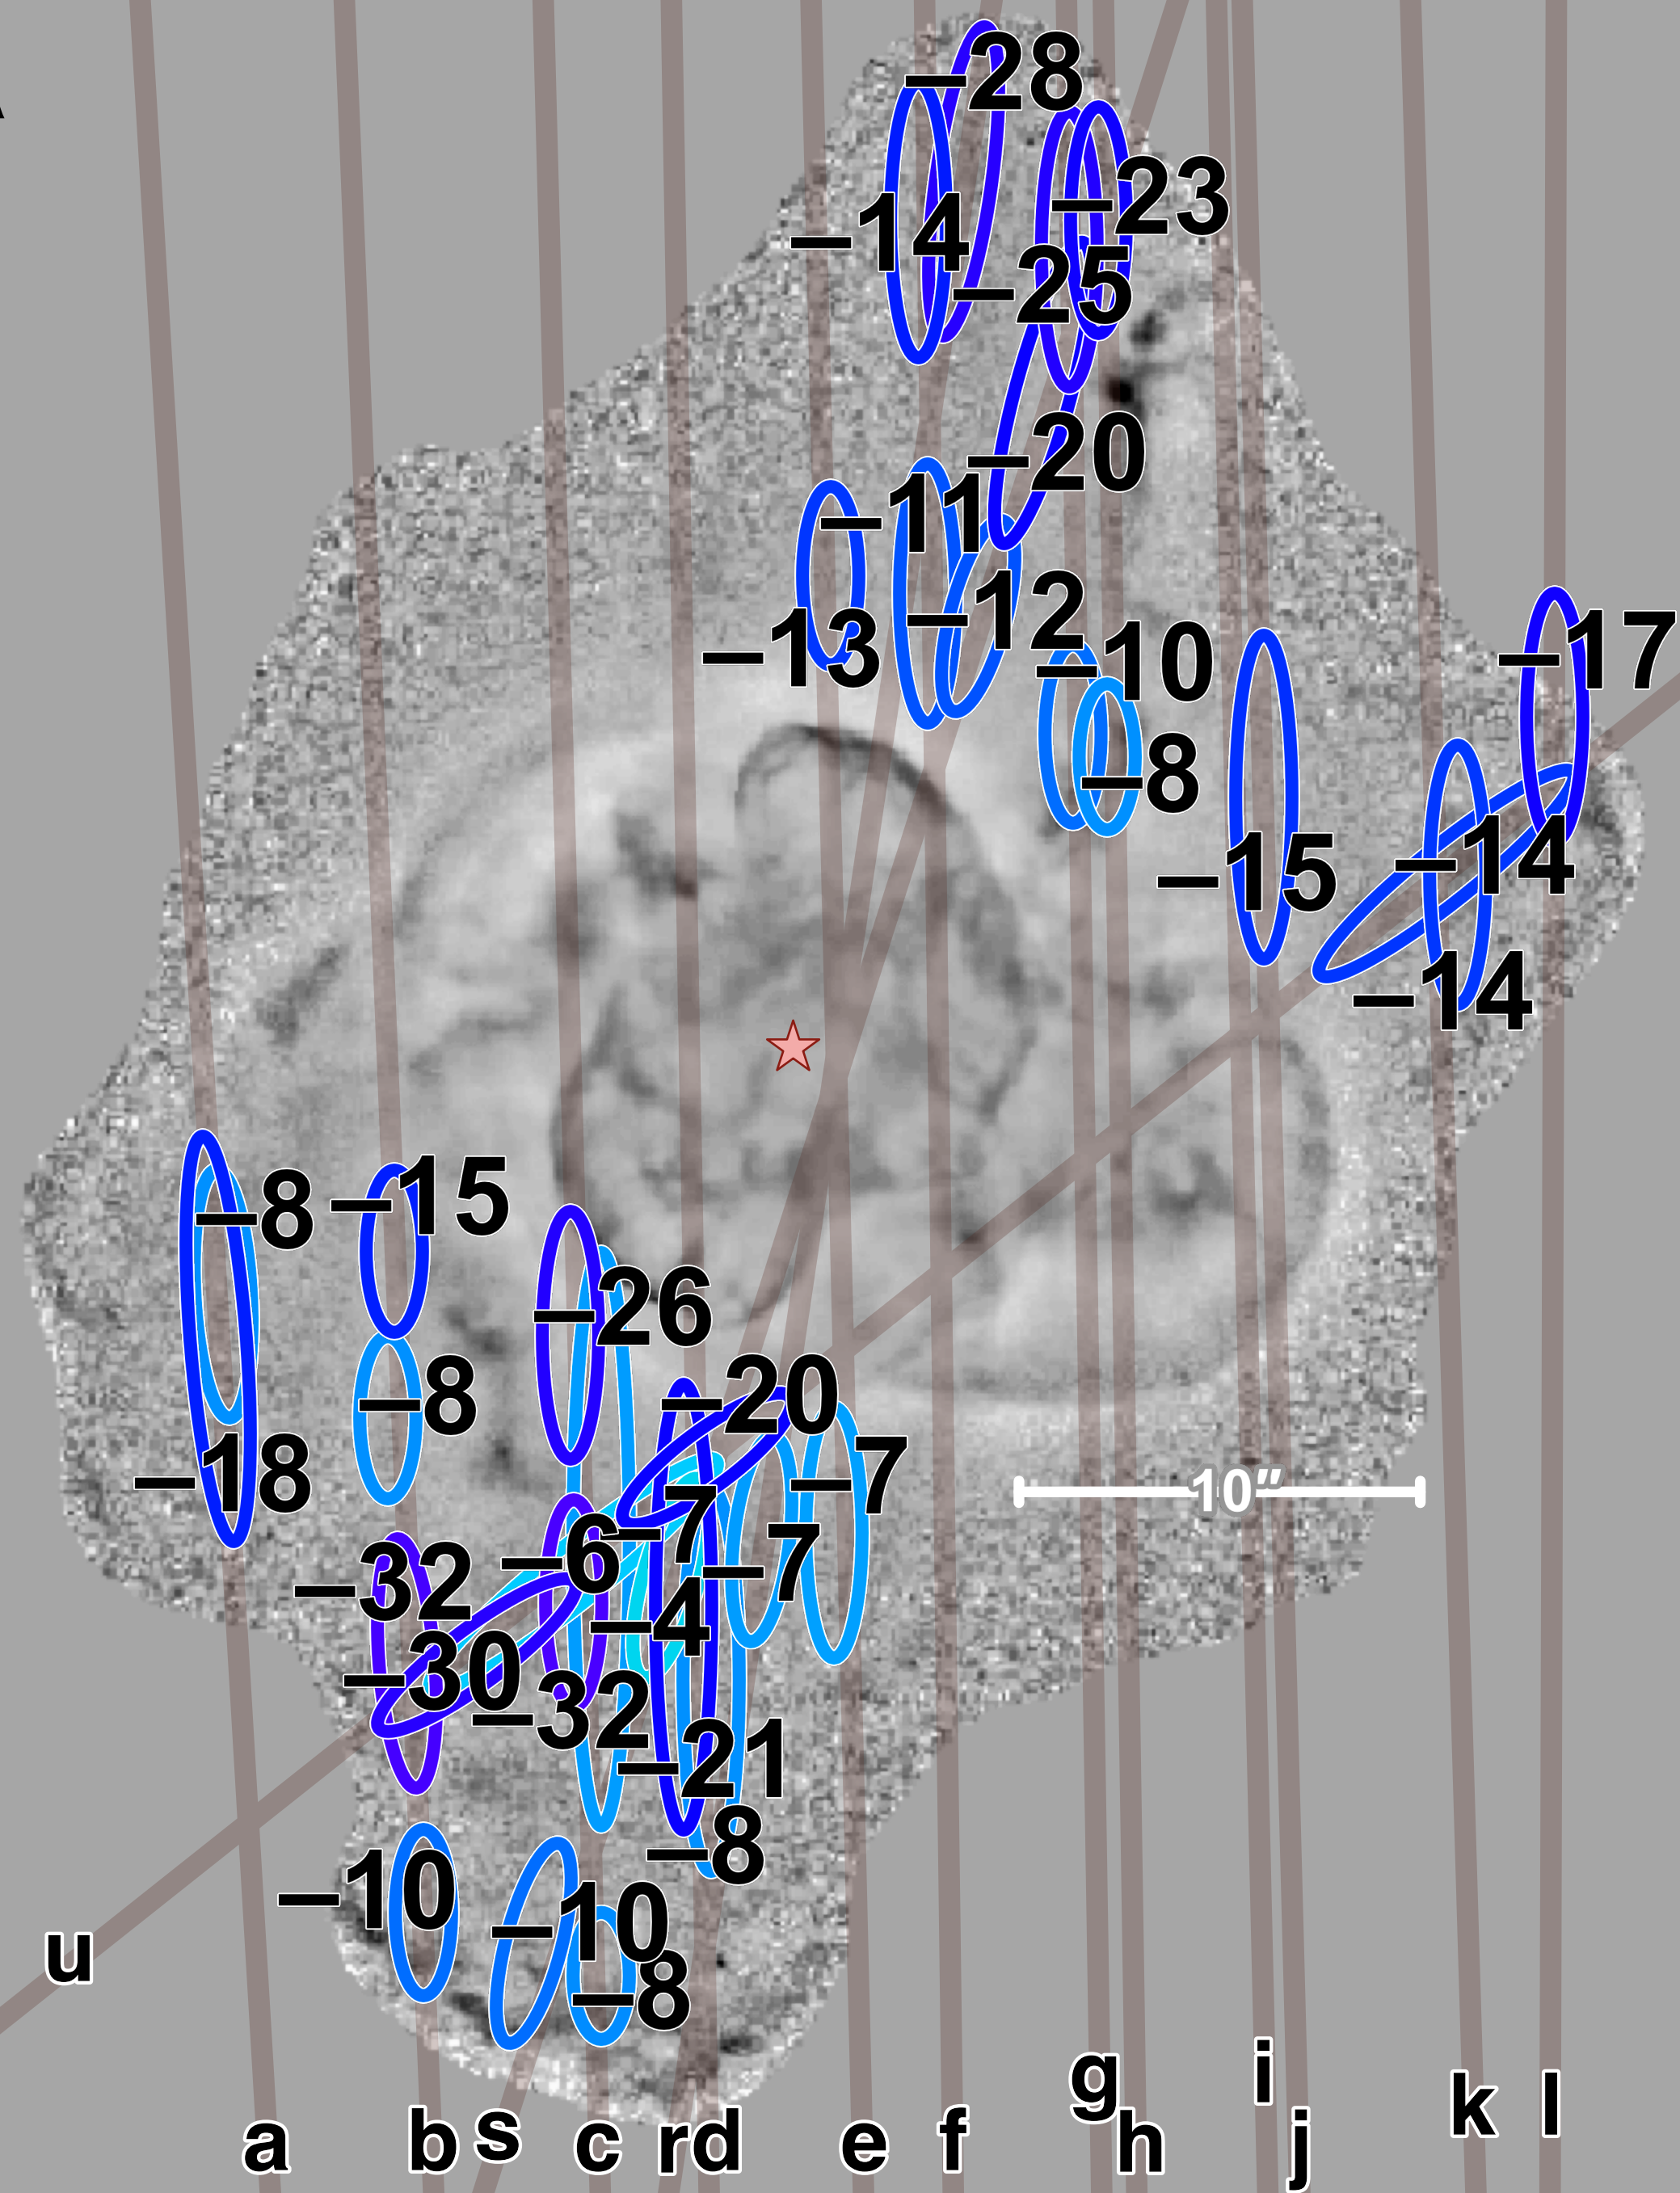 –28
–14
–23
–25
–20
–11
–13
–12
–10
–8
–17
–15
–14
–14
–8
–15
–26
–8
–20
–18
–7
–7
–6
–7
–32
–4
–30
–32
–21
–8
–10
–10
–8
10″
u
a
b
s
c
r
d
e
f
g
h
i
j
k
l